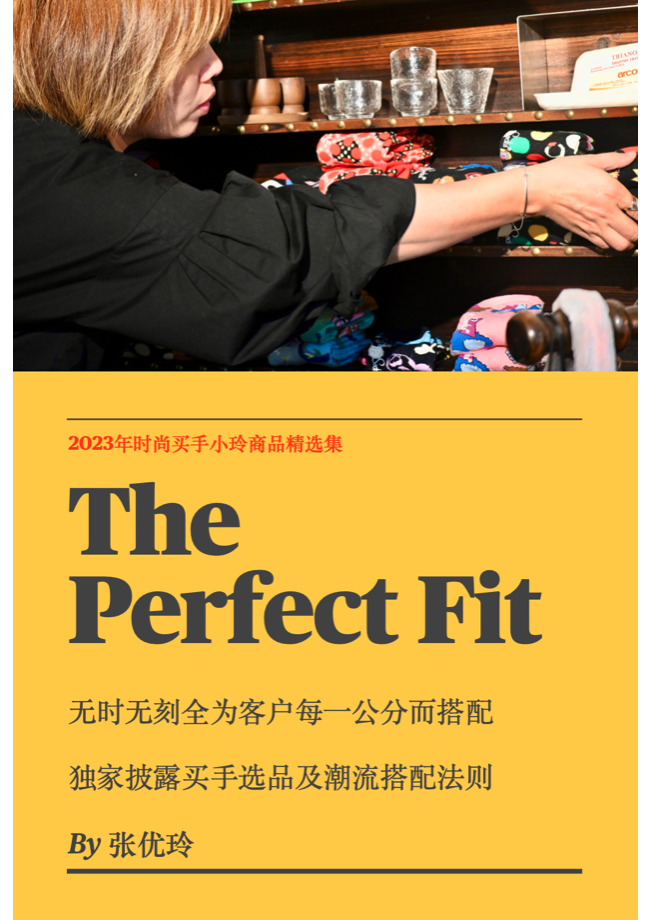 TRIANO
arco
2023年时尚买手小玲商品精选集
The
Perfect Fit
无时无刻全为客户每一公分而搭配
独家披露买手选品及潮流搭配法则
By 张优玲